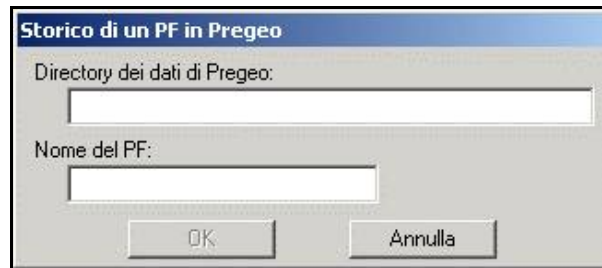 Storico di un PF in Pregeo
Directory dei dati di Pregeo:
Nome del PF:
OK Annulla